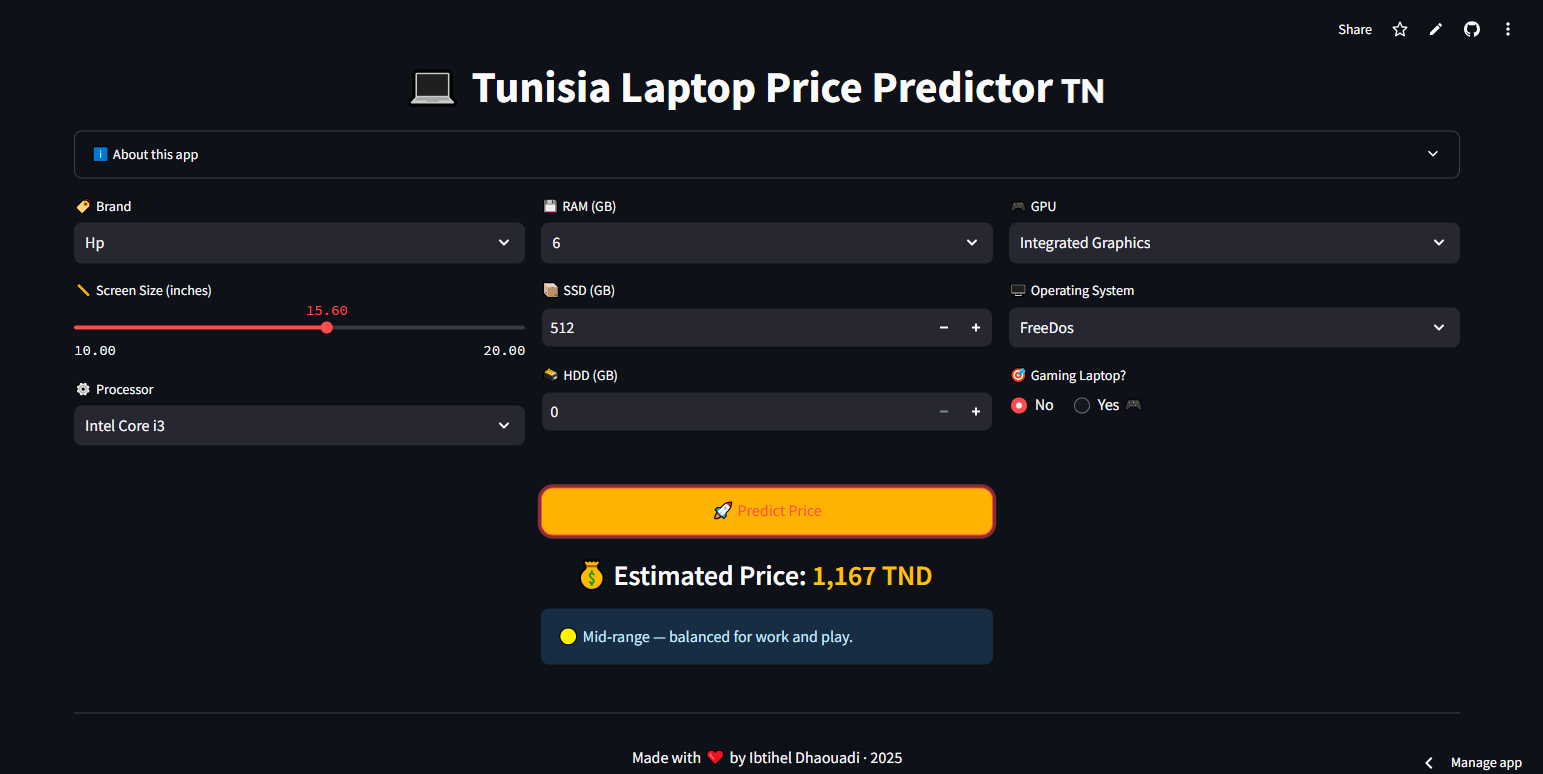 Share
💻 Tunisia Laptop Price Predictor TN
ℹ️ About this app
🏷️ Brand
Hp
📏 Screen Size (inches)
15.60
10.00 20.00
⚙️ Processor
Intel Core i3
💾 RAM (GB)
6
📦 SSD (GB)
512
🗄️ HDD (GB)
0
🎮 GPU
Integrated Graphics
🖥️ Operating System
FreeDos
🎯 Gaming Laptop?
No Yes 🎮
🚀 Predict Price
💰 Estimated Price: 1,167 TND
🟡 Mid-range — balanced for work and play.
Made with ❤️ by Ibtihel Dhaouadi · 2025
Manage app